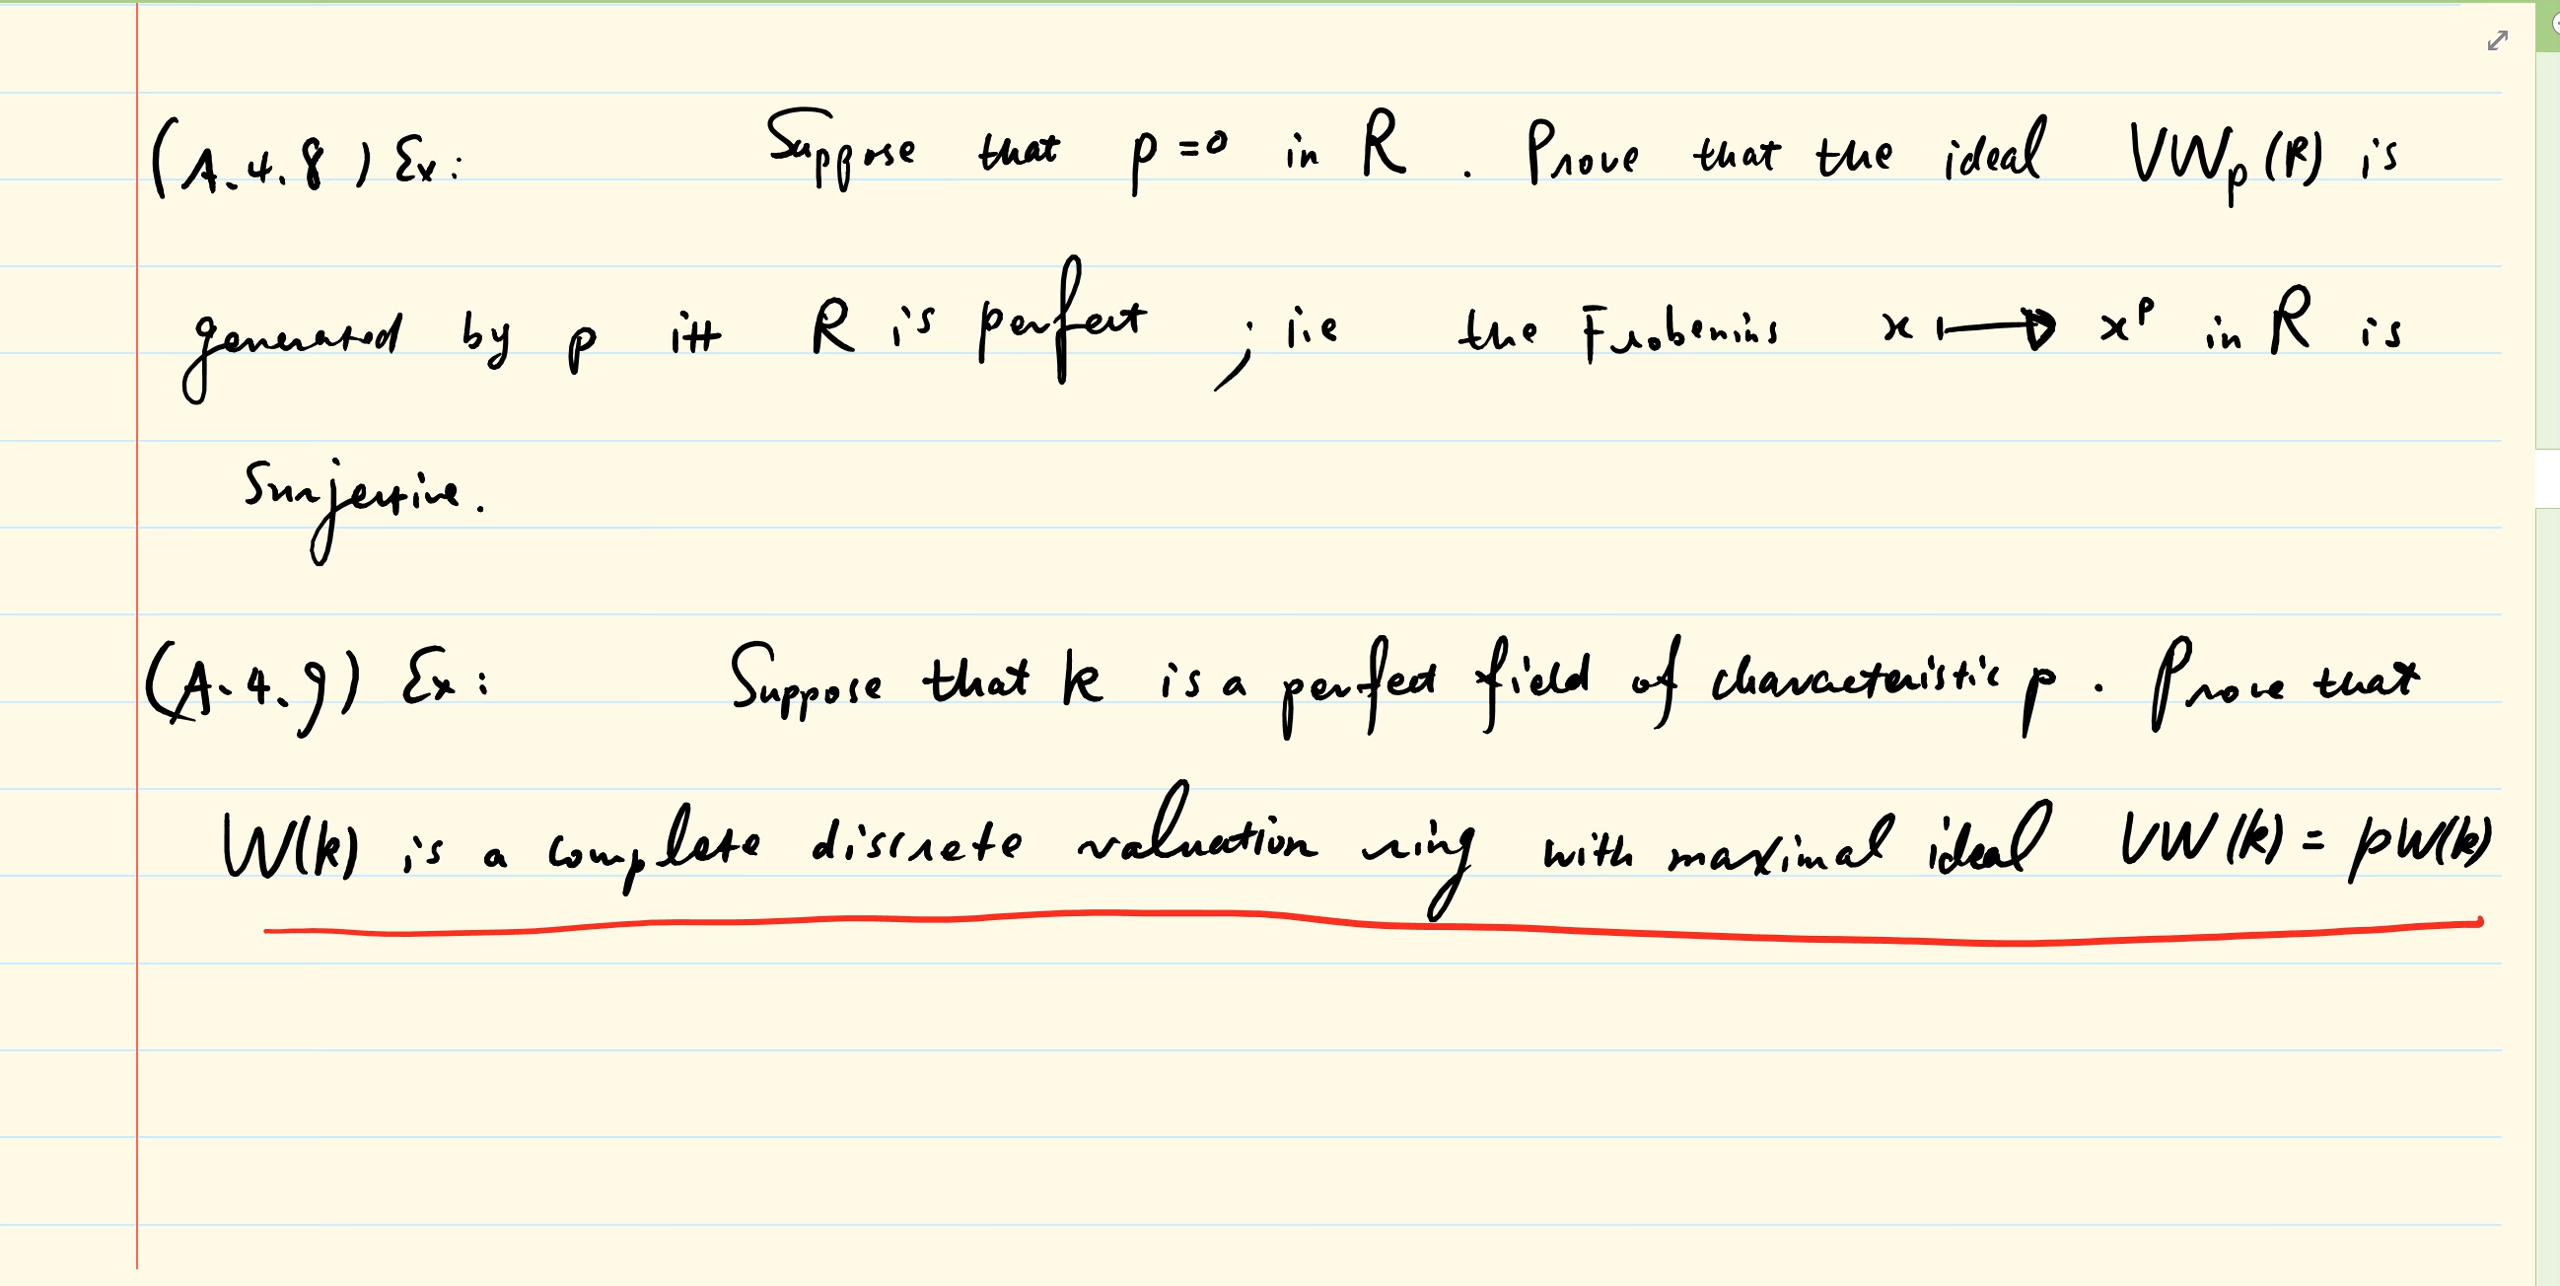 (A.4.8) Ex: Suppose that p=0 in R. Prove that the ideal VWₚ(R) is
generated by p iff R is perfect; i.e the Frobenius x ⟼ xᵖ in R is
surjective.
(A.4.9) Ex: Suppose that k is a perfect field of characteristic p. Prove that
W(k) is a complete discrete valuation ring with maximal ideal VW(k) = pW(k)